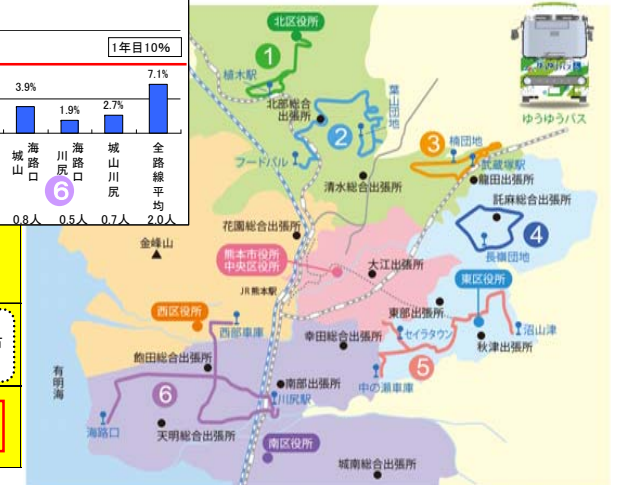 1年目10%
3.9%
1.9%
2.7%
7.1%
城山
海路口
川尻
海路口
城山川尻
全路線平均
6
0.8人
0.5人
0.7人
2.0人
ゆうゆうバス
北区役所
1
植木駅
北部総合
出張所
葉山団地
2
フードパル
3
楠団地
武蔵塚駅
龍田出張所
清水総合出張所
託麻総合出張所
4
長嶺団地
花園総合出張所
金峰山
熊本市役所
中央区役所
大江出張所
JR熊本駅
東区役所
西区役所
西部車庫
東部出張所
セイラタウン
沼山津
秋津出張所
幸田総合出張所
5
中の瀬車庫
飽田総合出張所
有明海
6
南部出張所
川尻駅
海路口
天明総合出張所
南区役所
城南総合出張所